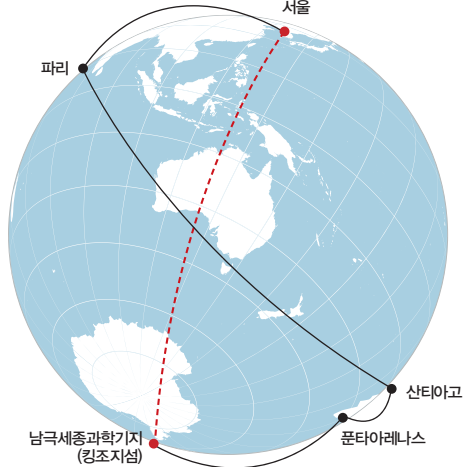 서울
파리
산티아고
푼타아레나스
남극세종과학기지
(킹조지섬)